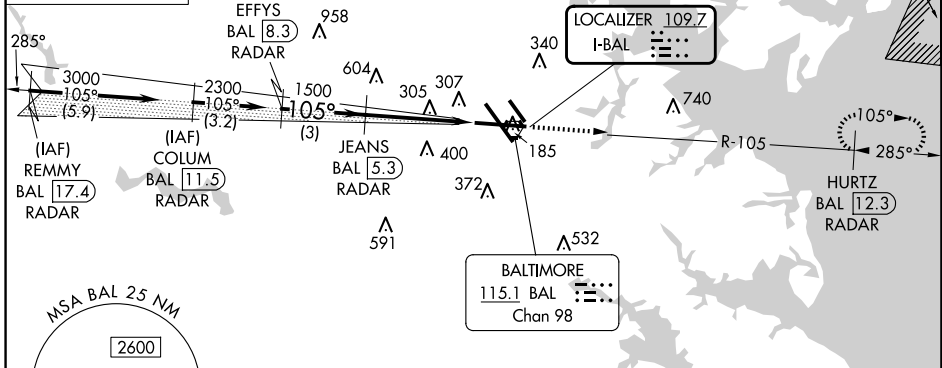 EFFYS
BAL 8.3
RADAR
958
LOCALIZER 109.7
I-BAL
340
285°
3000
105°
(5.9)
2300
105°
(3.2)
1500
105°
(3)
604
305
307
740
400
185
R-105
105°
285°
(IAF)
REMMY
BAL 17.4
RADAR
(IAF)
COLUM
BAL 11.5
RADAR
JEANS
BAL 5.3
RADAR
372
HURTZ
BAL 12.3
RADAR
591
532
BALTIMORE
115.1 BAL
Chan 98
MSA BAL 25 NM
2600